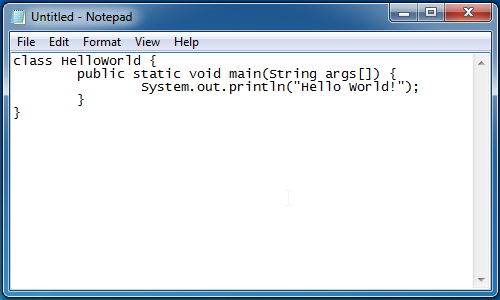 Untitled - Notepad
File Edit Format View Help
class HelloWorld {
        public static void main(String args[]) {
                System.out.println("Hello World!");
        }
}